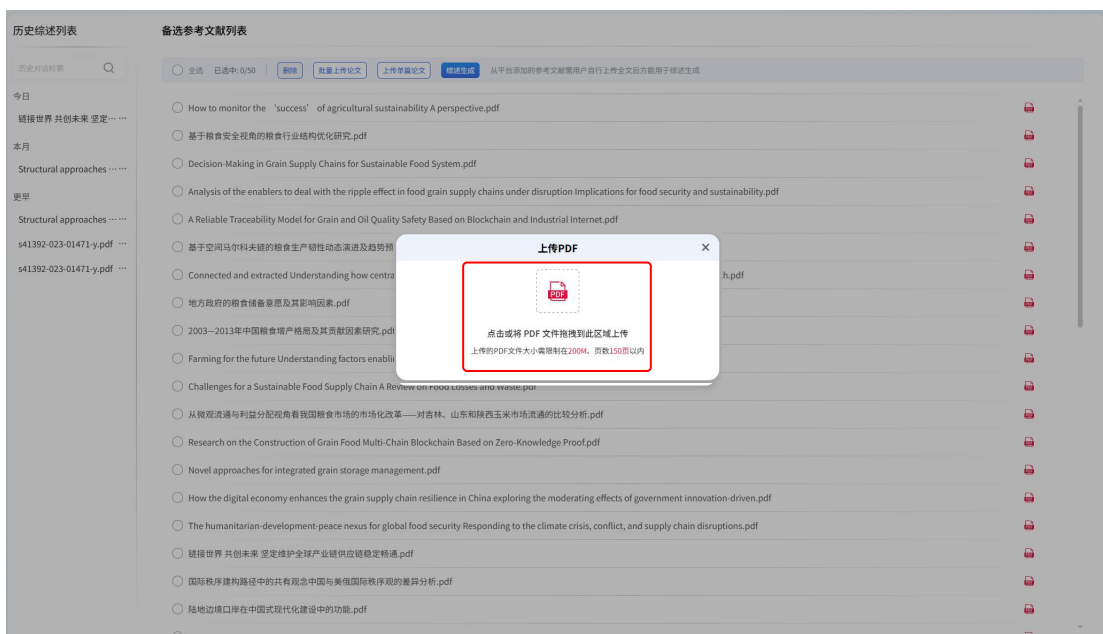 历史综述列表
历史对话检索
今日
链接世界 共创未来 坚定⋯ ⋯
本月
Structural approaches ⋯ ⋯
更早
Structural approaches ⋯ ⋯
s41392-023-01471-y.pdf ⋯
s41392-023-01471-y.pdf ⋯
备选参考文献列表
全选 已选中: 0/50 删除 批量上传论文 上传单篇论文 综述生成 从平台添加的参考文献需用户自行上传全文后方能用于综述生成
How to monitor the ‘success’ of agricultural sustainability A perspective.pdf
基于粮食安全视角的粮食行业结构优化研究.pdf
Decision-Making in Grain Supply Chains for Sustainable Food System.pdf
Analysis of the enablers to deal with the ripple effect in food grain supply chains under disruption Implications for food security and sustainability.pdf
A Reliable Traceability Model for Grain and Oil Quality Safety Based on Blockchain and Industrial Internet.pdf
基于空间马尔科夫链的粮食生产韧性动态演进及趋势预
Connected and extracted Understanding how centra h.pdf
地方政府的粮食储备意愿及其影响因素.pdf
2003—2013年中国粮食增产格局及其贡献因素研究.pdf
Farming for the future Understanding factors enabli
Challenges for a Sustainable Food Supply Chain A Review on Food Losses and Waste.pdf
从微观流通与利益分配视角看我国粮食市场的市场化改革——对吉林、山东和陕西玉米市场流通的比较分析.pdf
Research on the Construction of Grain Food Multi-Chain Blockchain Based on Zero-Knowledge Proof.pdf
Novel approaches for integrated grain storage management.pdf
How the digital economy enhances the grain supply chain resilience in China exploring the moderating effects of government innovation-driven.pdf
The humanitarian-development-peace nexus for global food security Responding to the climate crisis, conflict, and supply chain disruptions.pdf
链接世界 共创未来 坚定维护全球产业链供应链稳定畅通.pdf
国际秩序建构路径中的共有观念中国与美俄国际秩序观的差异分析.pdf
陆地边境口岸在中国式现代化建设中的功能.pdf
上传PDF
PDF
点击或将 PDF 文件拖拽到此区域上传
上传的PDF文件大小需限制在200M、页数150页以内